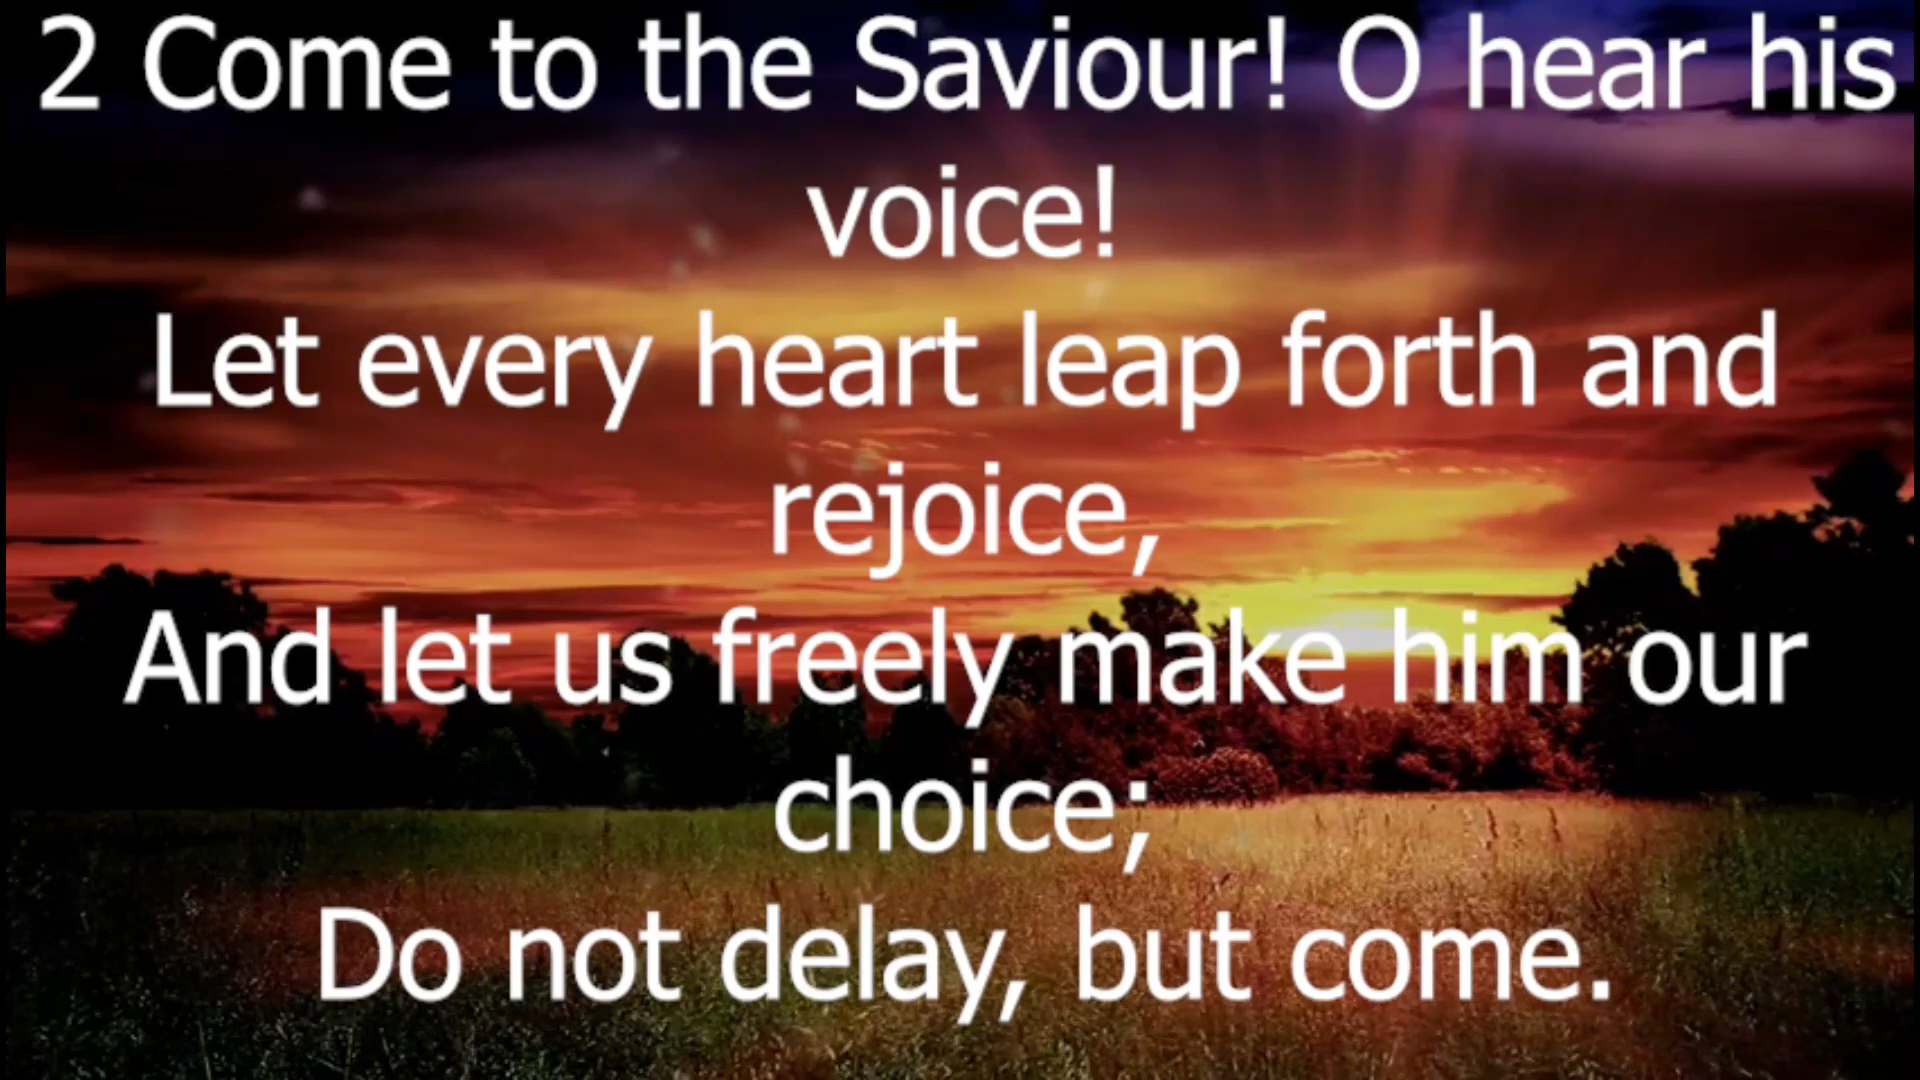 2 Come to the Saviour! O hear his
voice!
Let every heart leap forth and
rejoice,
And let us freely make him our
choice;
Do not delay, but come.